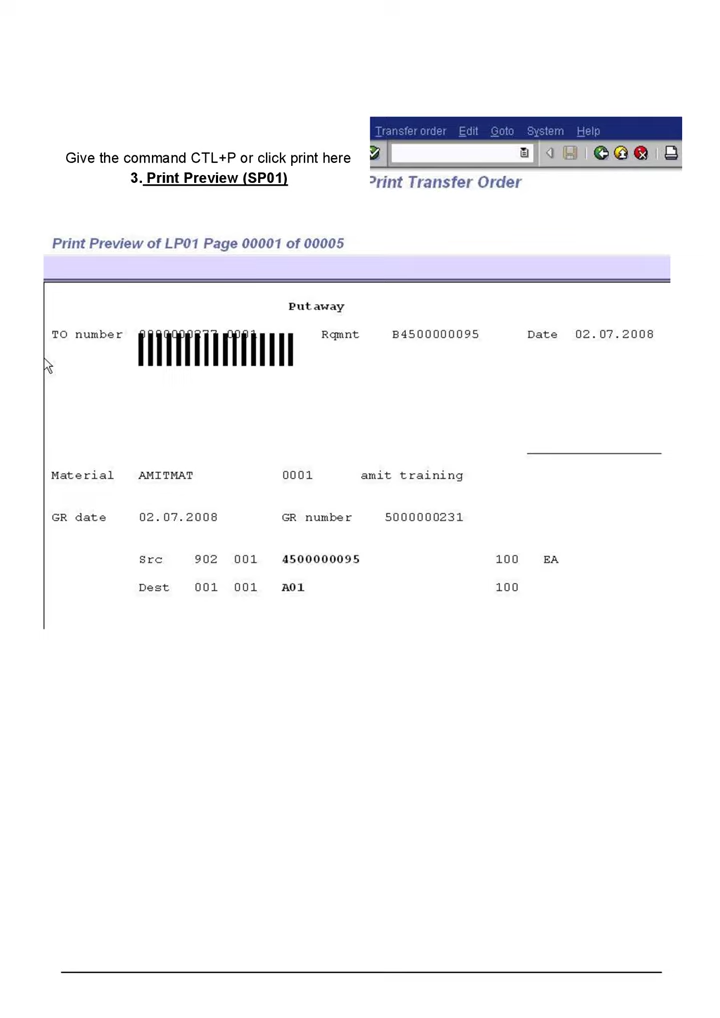 Transfer order Edit Goto System Help
Give the command CTL+P or click print here
3. Print Preview (SP01)
Print Transfer Order
Print Preview of LP01 Page 00001 of 00005
Putaway
TO number 0000000277 0001 Rqmnt B4500000095 Date 02.07.2008
Material AMITMAT 0001 amit training
GR date 02.07.2008 GR number 5000000231
Src 902 001 4500000095 100 EA
Dest 001 001 A01 100